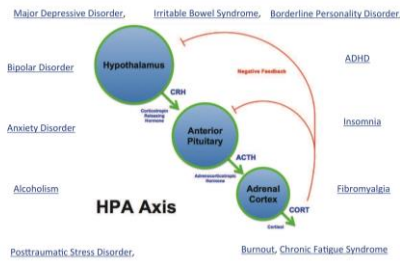 Major Depressive Disorder, Irritable Bowel Syndrome, Borderline Personality Disorder
Hypothalamus
Negative Feedback
ADHD
Bipolar Disorder
CRH
Corticotropin
Releasing
Hormone
Anxiety Disorder
Anterior
Pituitary
Insomnia
ACTH
Adrenocorticotropic
Hormone
Alcoholism
Adrenal
Cortex
Fibromyalgia
HPA Axis
CORT
Cortisol
Posttraumatic Stress Disorder,
Burnout, Chronic Fatigue Syndrome